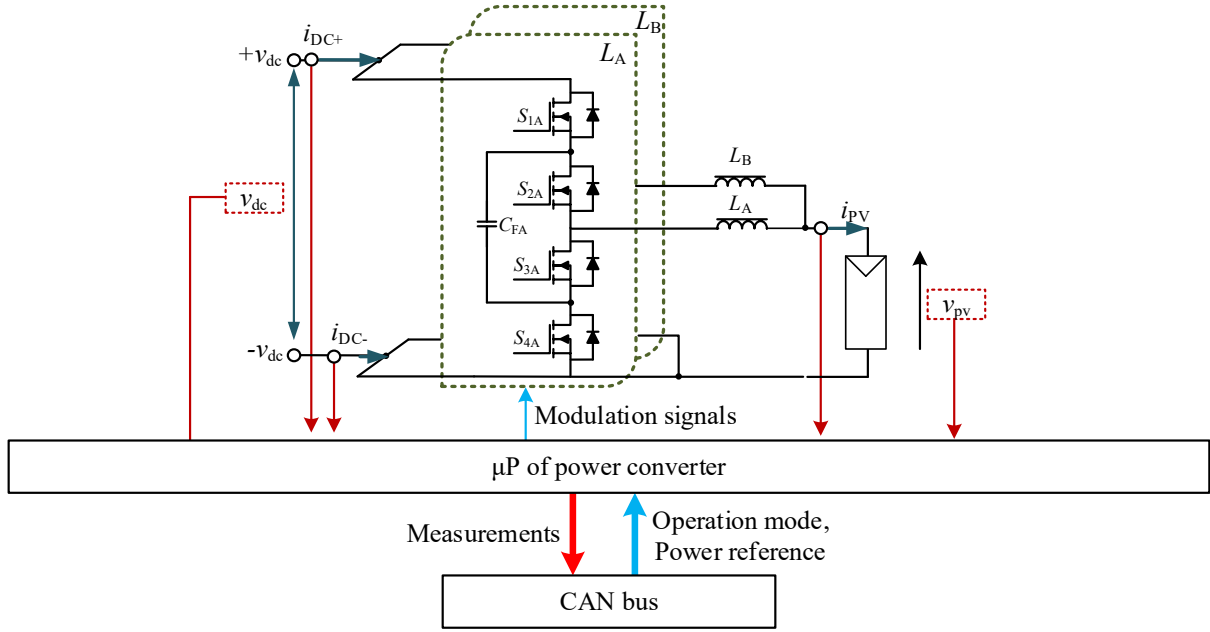 L_B
i_DC+
L_A
+v_dc
S_1A
L_B
S_2A
v_dc
L_A
i_PV
C_FA
S_3A
v_pv
i_DC-
S_4A
-v_dc
Modulation signals
μP of power converter
Measurements
Operation mode,
Power reference
CAN bus